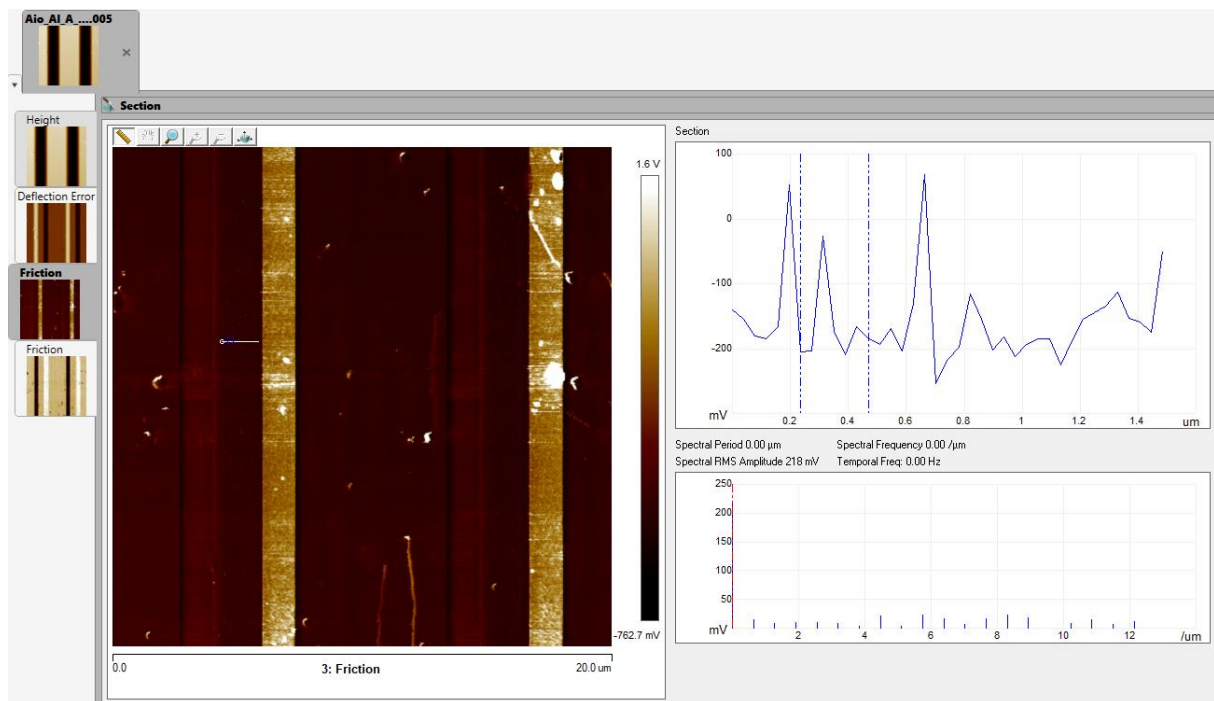 Aio_Al_A_....005
Section
Height
Deflection Error
Friction
Friction
1.6 V
-762.7 mV
0.0
3: Friction
20.0 um
Section
100
0
-100
-200
mV
0.2
0.4
0.6
0.8
1
1.2
1.4
um
Spectral Period 0.00 µm
Spectral Frequency 0.00 /µm
Spectral RMS Amplitude 218 mV
Temporal Freq: 0.00 Hz
250
200
150
100
50
mV
2
4
6
8
10
12
/um